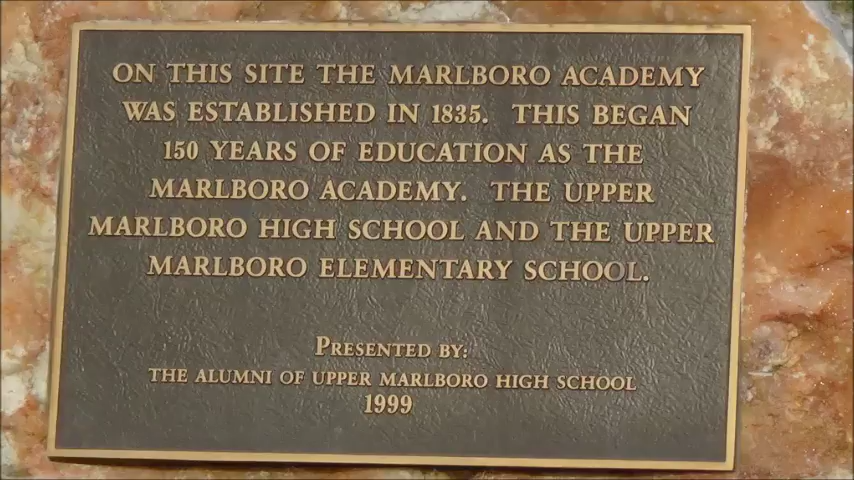 ON THIS SITE THE MARLBORO ACADEMY
WAS ESTABLISHED IN 1835. THIS BEGAN
150 YEARS OF EDUCATION AS THE
MARLBORO ACADEMY. THE UPPER
MARLBORO HIGH SCHOOL AND THE UPPER
MARLBORO ELEMENTARY SCHOOL.
PRESENTED BY:
THE ALUMNI OF UPPER MARLBORO HIGH SCHOOL
1999